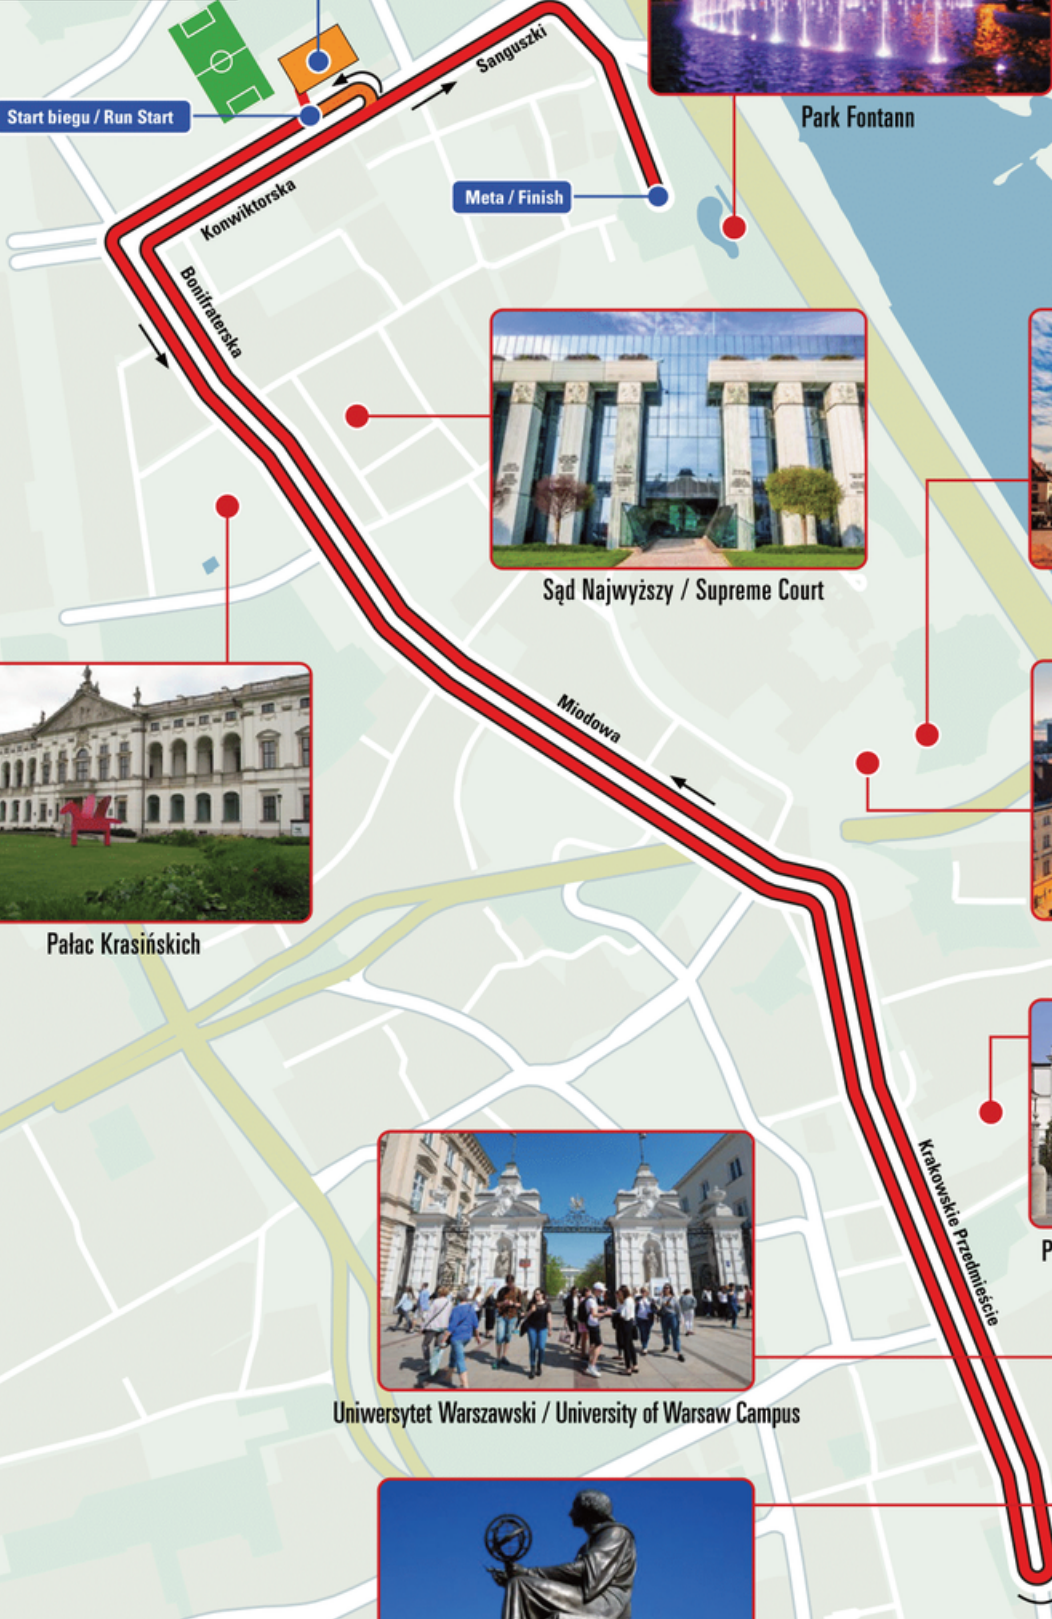 Sanguszki
Park Fontann
Start biegu / Run Start
Meta / Finish
Konwiktorska
Bonifraterska
Sąd Najwyższy / Supreme Court
Miodowa
Pałac Krasińskich
Krakowskie Przedmieście
P
Uniwersytet Warszawski / University of Warsaw Campus